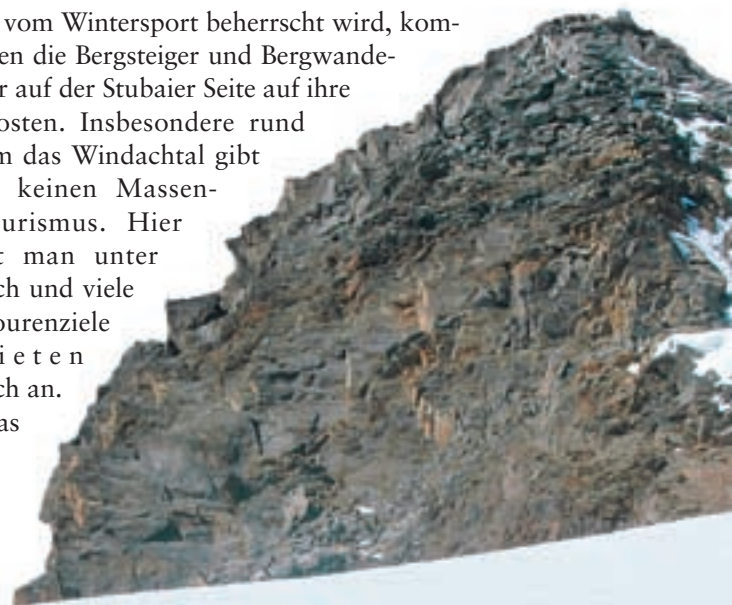 vom Wintersport beherrscht wird, kom-
en die Bergsteiger und Bergwande-
r auf der Stubaier Seite auf ihre
osten. Insbesondere rund
m das Windachtal gibt
keinen Massen-
urismus. Hier
t man unter
ch und viele
ourenziele
ieten
ch an.
as